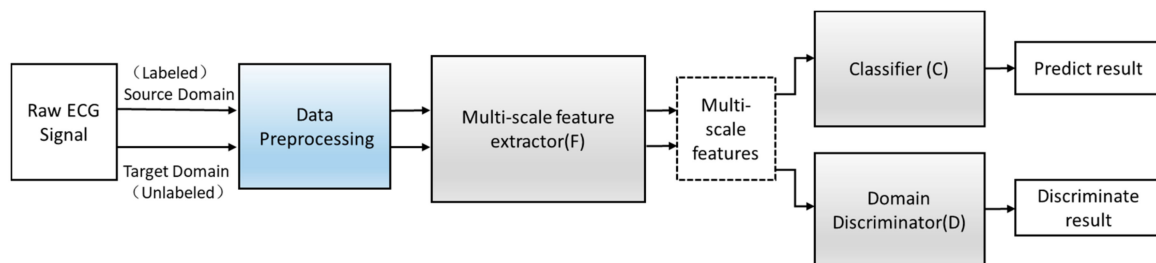 Raw ECG
Signal
（Labeled）
Source Domain
Target Domain
（Unlabeled）
Data
Preprocessing
Multi-scale feature
extractor(F)
Multi-
scale
features
Classifier (C)
Predict result
Domain
Discriminator(D)
Discriminate
result